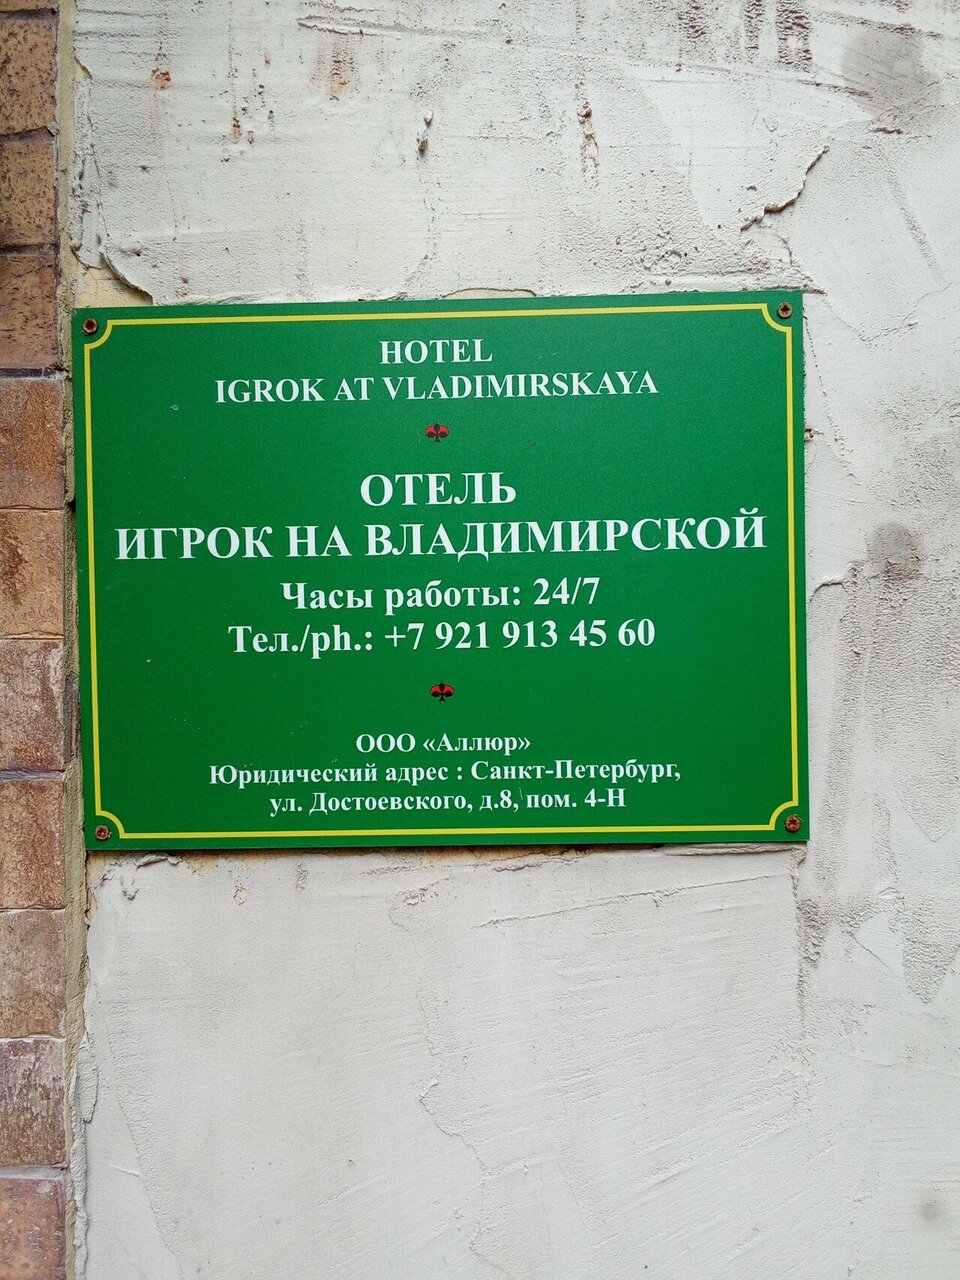 HOTEL
IGROK AT VLADIMIRSKAYA
ОТЕЛЬ
ИГРОК НА ВЛАДИМИРСКОЙ
Часы работы: 24/7
Тел./ph.: +7 921 913 45 60
ООО «Аллюр»
Юридический адрес : Санкт-Петербург,
ул. Достоевского, д.8, пом. 4-Н